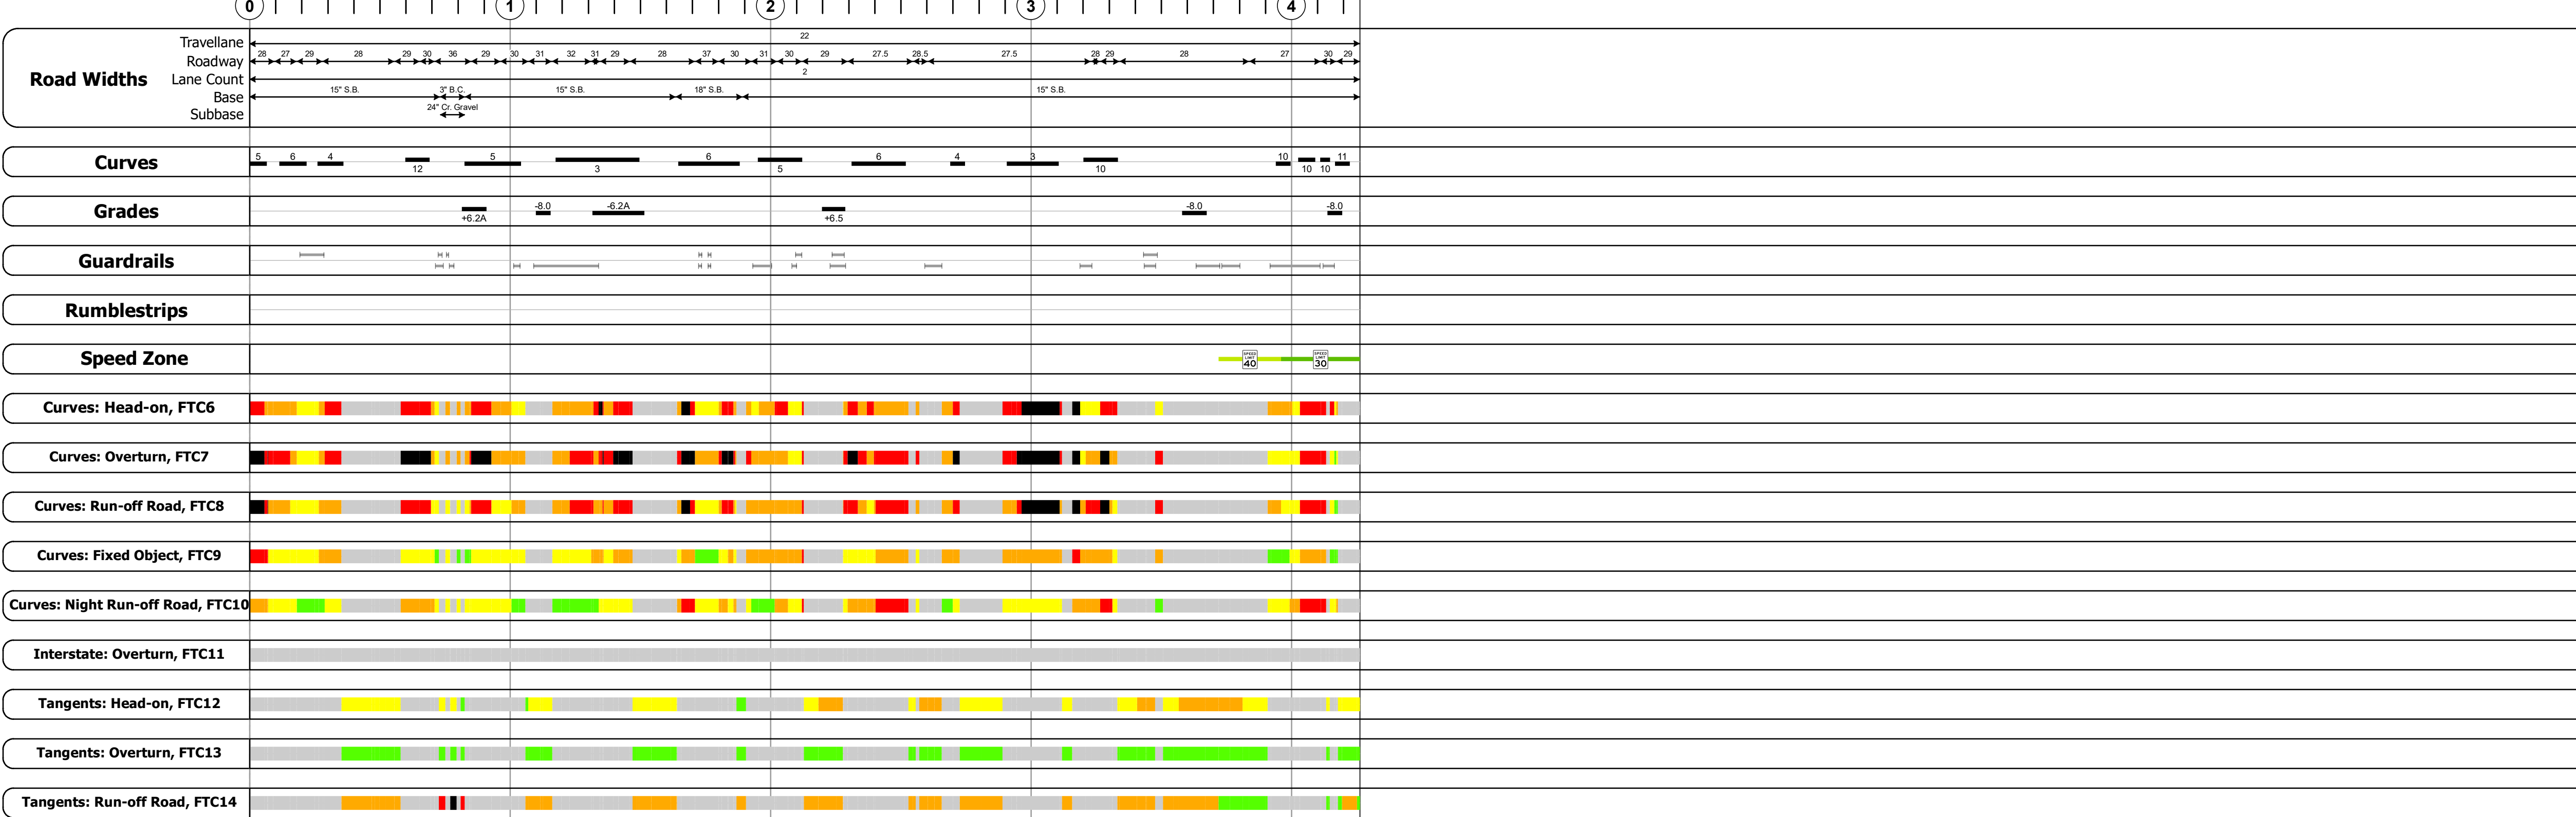 0 1 2 3 4
Travellane 22
28 27 29 28 29 30 36 29 30 31 32 31 29 28 37 30 31 30 29 27.5 28.5 27.5 28 29 28 27 30 29
Roadway
Road Widths
Lane Count 2
15" S.B. 3" B.C. 15" S.B. 18" S.B. 15" S.B.
Base
24" Cr. Gravel
Subbase
5 6 4 5 6 6 4 3 10 11
Curves
12 3 5 10 10 10
-8.0 -6.2A -8.0 -8.0
Grades
+6.2A +6.5
Guardrails
Rumblestrips
Speed Zone
SPEED LIMIT 40
SPEED LIMIT 30
Curves: Head-on, FTC6
Curves: Overturn, FTC7
Curves: Run-off Road, FTC8
Curves: Fixed Object, FTC9
Curves: Night Run-off Road, FTC10
Interstate: Overturn, FTC11
Tangents: Head-on, FTC12
Tangents: Overturn, FTC13
Tangents: Run-off Road, FTC14